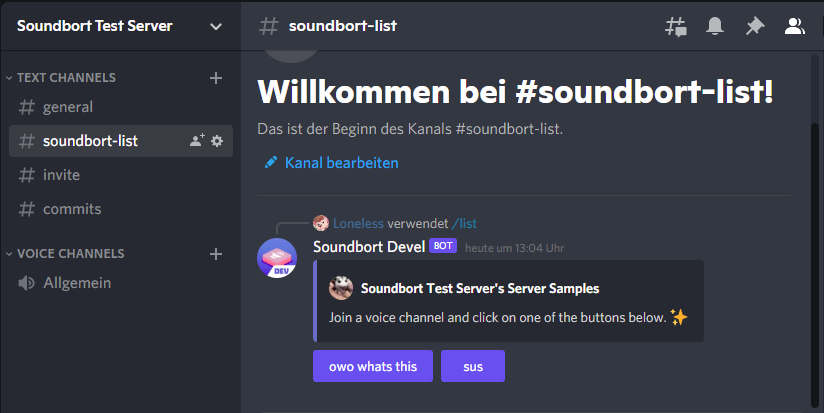 Soundbort Test Server
soundbort-list
TEXT CHANNELS
general
soundbort-list
invite
commits
VOICE CHANNELS
Allgemein
Willkommen bei #soundbort-list!
Das ist der Beginn des Kanals #soundbort-list.
Kanal bearbeiten
Loneless verwendet /list
Soundbort Devel BOT heute um 13:04 Uhr
DEV
Soundbort Test Server's Server Samples
Join a voice channel and click on one of the buttons below. ✨
owo whats this
sus